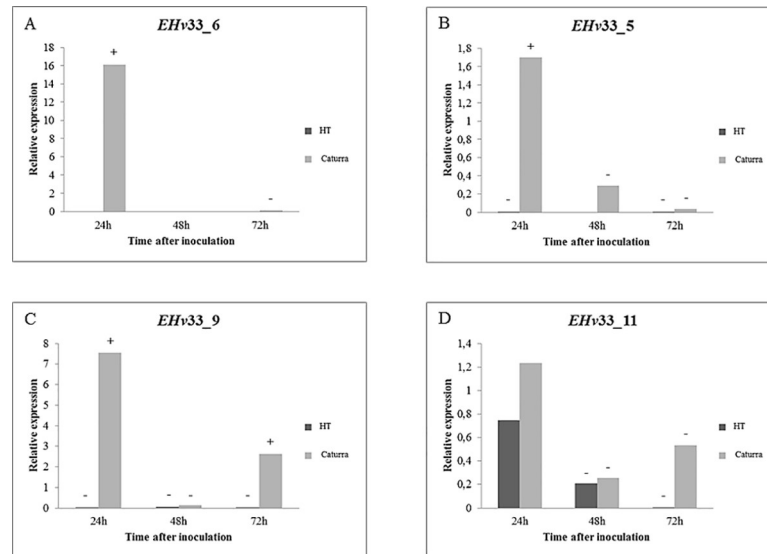 A
EHv33_6
+
18
16
14
12
10
8
6
4
2
0
Relative expression
-
24h
48h
72h
Time after inoculation
HT
Caturra
B
EHv33_5
+
1,8
1,6
1,4
1,2
1
0,8
0,6
0,4
0,2
0
Relative expression
-
-
-
-
24h
48h
72h
Time after inoculation
HT
Caturra
C
EHv33_9
+
8
7
6
5
4
3
2
1
0
Relative expression
+
-
-
-
-
24h
48h
72h
Time after inoculation
HT
Caturra
D
EHv33_11
1,4
1,2
1
0,8
0,6
0,4
0,2
0
Relative expression
-
-
-
-
24h
48h
72h
Time after inoculation
HT
Caturra